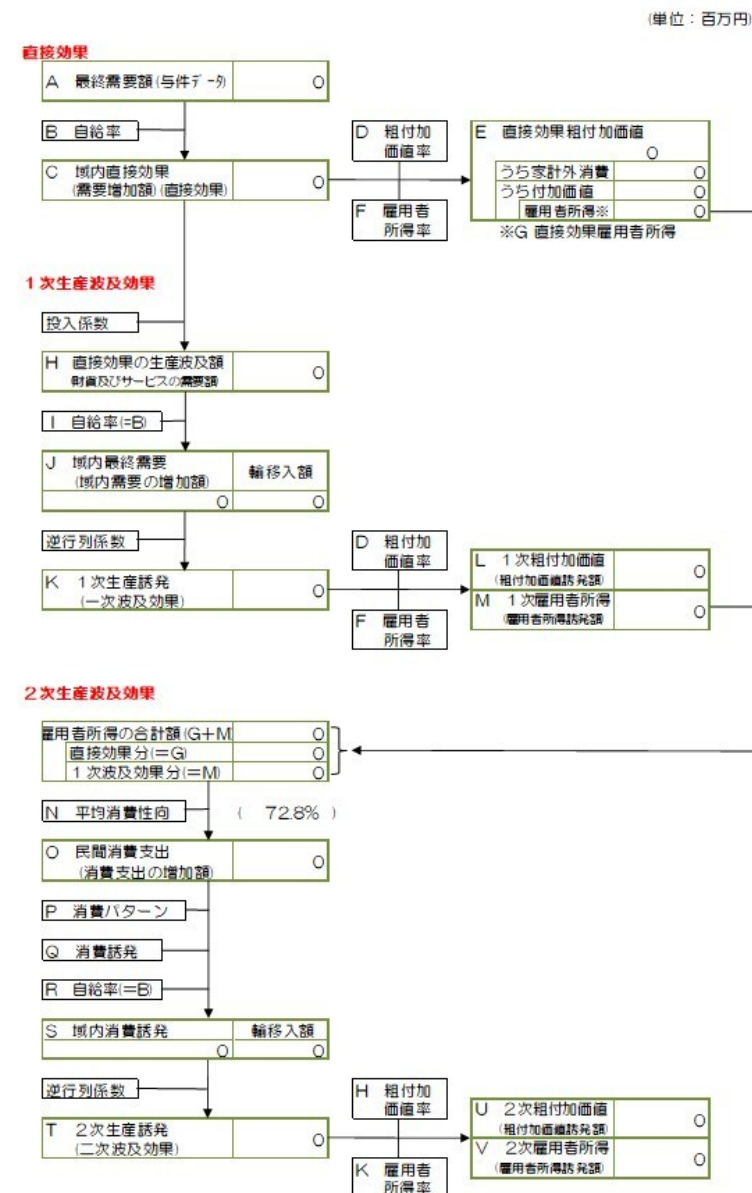 (単位：百万円)
直接効果
A 最終需要額(与件データ) 0
B 自給率
D 粗付加価値率
E 直接効果粗付加価値
0
C 域内直接効果
(需要増加額)(直接効果) 0
うち家計外消費 0
うち付加価値 0
雇用者所得※ 0
F 雇用者所得率
※G 直接効果雇用者所得
1次生産波及効果
投入係数
H 直接効果の生産波及額
財貨及びサービスの需要額 0
I 自給率(=B)
J 域内最終需要
(域内需要の増加額) 輸移入額
0 0
逆行列係数
D 粗付加価値率
K 1次生産誘発
(一次波及効果) 0
L 1次粗付加価値
(粗付加価値誘発額) 0
M 1次雇用者所得
(雇用者所得誘発額) 0
F 雇用者所得率
2次生産波及効果
雇用者所得の合計額(G+M 0
直接効果分(=G) 0
1次波及効果分(=M) 0
N 平均消費性向 ( 72.8% )
O 民間消費支出
(消費支出の増加額) 0
P 消費パターン
Q 消費誘発
R 自給率(=B)
S 域内消費誘発 輸移入額
0 0
逆行列係数
H 粗付加価値率
T 2次生産誘発
(二次波及効果) 0
U 2次粗付加価値
(粗付加価値誘発額) 0
V 2次雇用者所得
(雇用者所得誘発額) 0
K 雇用者所得率